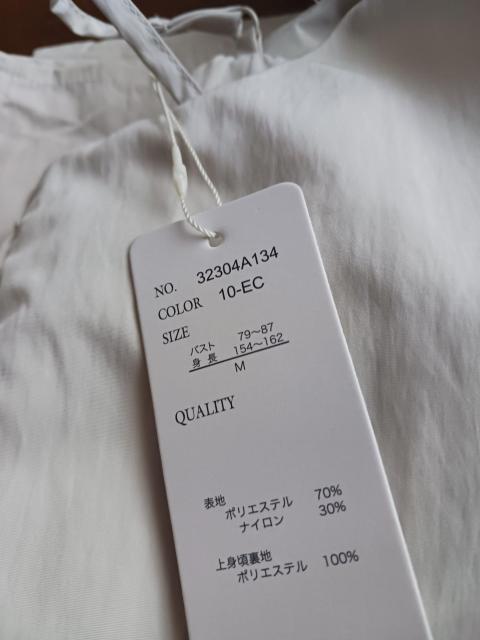 NO. 32304A134
COLOR 10-EC
SIZE
バスト 79～87
身長 154～162
M
QUALITY
表地
ポリエステル 70%
ナイロン 30%
上身頃裏地
ポリエステル 100%